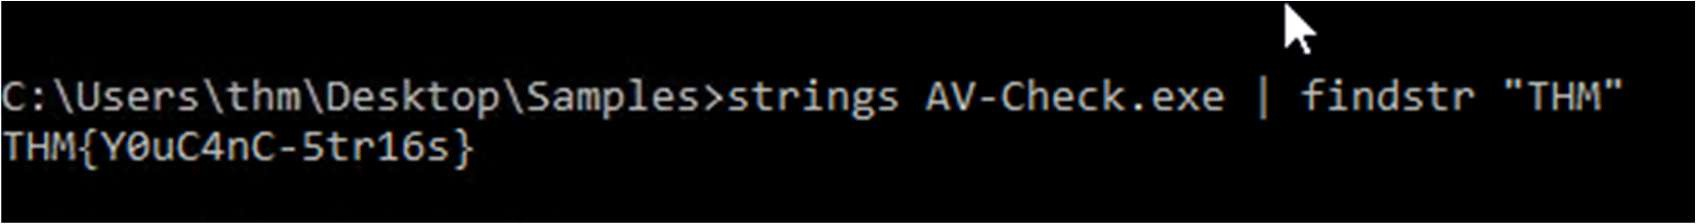 C:\Users\thm\Desktop\Samples>strings AV-Check.exe | findstr "THM"
THM{Y0uC4nC-5tr16s}